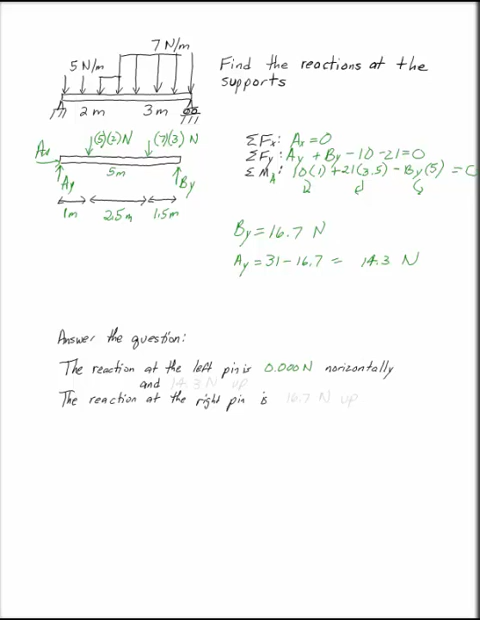 7 N/m
5 N/m
2 m 3 m
Find the reactions at the
supports
(5)(2) N (7)(3) N
Ax
5m
Ay By
1m 2.5m 1.5m
ΣFx: Ax = 0
ΣFy: Ay + By - 10 - 21 = 0
ΣMA: 10(1) + 21(3.5) - By(5) = 0
By = 16.7 N
Ay = 31 - 16.7 = 14.3 N
Answer the question:
The reaction at the left pin is 0.000 N horizontally
and 14.3 N up
The reaction at the right pin is 16.7 N up